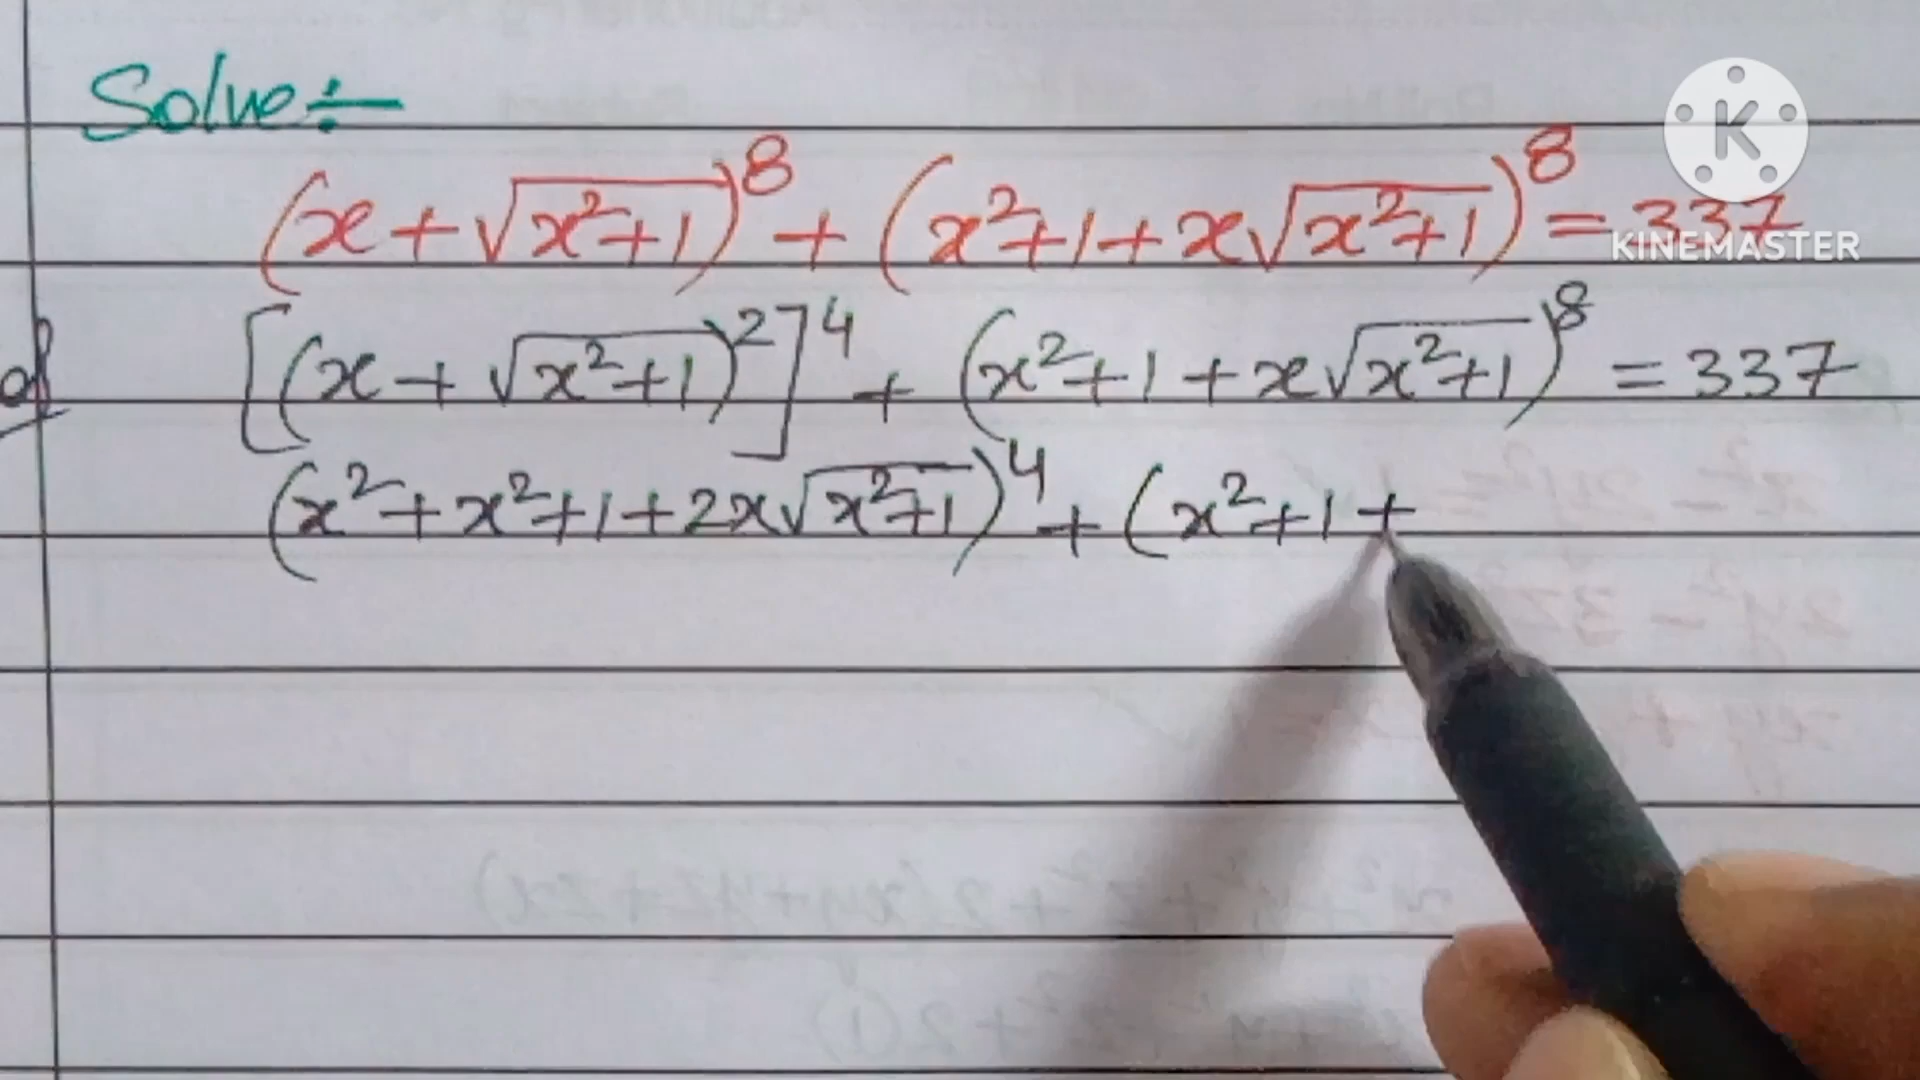 Solve÷
(x+√(x²+1))⁸ + (x²+1+x√(x²+1))⁸ = 337
K
KINEMASTER
[(x+√(x²+1))²]⁴ + (x²+1+x√(x²+1))⁸ = 337
(x²+x²+1+2x√(x²+1))⁴ + (x²+1+